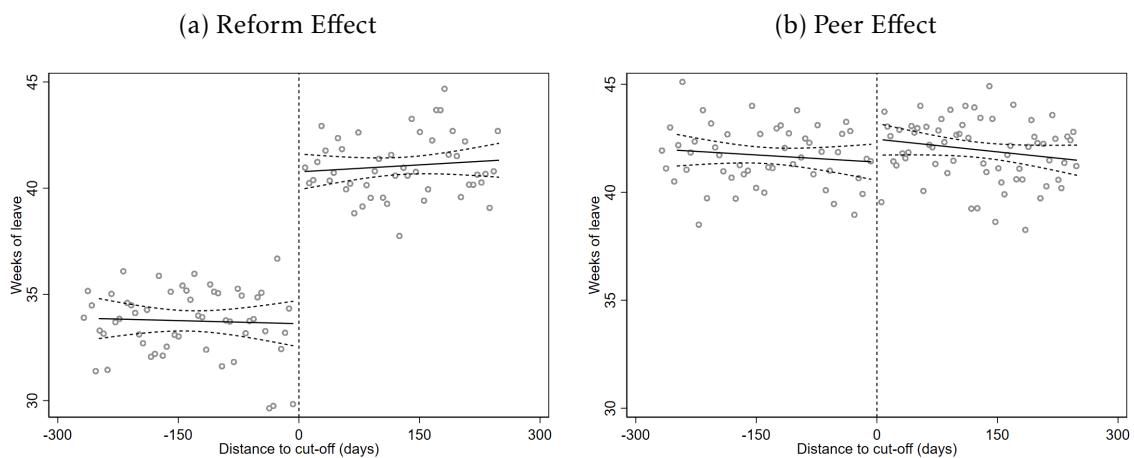 (a) Reform Effect
Weeks of leave
45
40
35
30
-300 -150 0 150 300
Distance to cut-off (days)
(b) Peer Effect
Weeks of leave
45
40
35
30
-300 -150 0 150 300
Distance to cut-off (days)